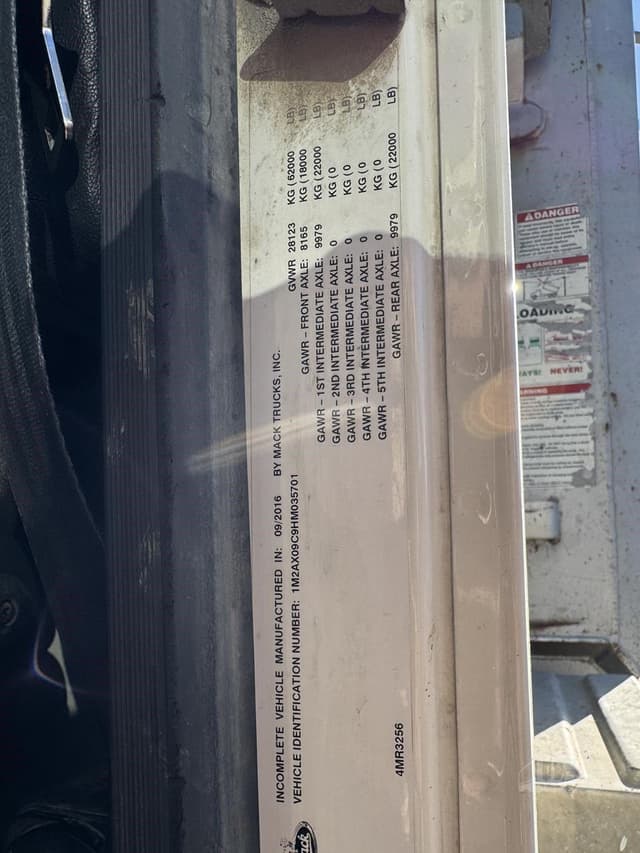 INCOMPLETE VEHICLE MANUFACTURED IN: 09/2016 BY MACK TRUCKS, INC.
VEHICLE IDENTIFICATION NUMBER: 1M2AX09C9HM035701
GVWR 28123 KG (62000 LB)
GAWR - FRONT AXLE: 8165 KG (18000 LB)
GAWR - 1ST INTERMEDIATE AXLE: 9979 KG (22000 LB)
GAWR - 2ND INTERMEDIATE AXLE: 0 KG (0 LB)
GAWR - 3RD INTERMEDIATE AXLE: 0 KG (0 LB)
GAWR - 4TH INTERMEDIATE AXLE: 0 KG (0 LB)
GAWR - 5TH INTERMEDIATE AXLE: 0 KG (0 LB)
GAWR - REAR AXLE: 9979 KG (22000 LB)
4MR3256
DANGER
DANGER
NEVER!